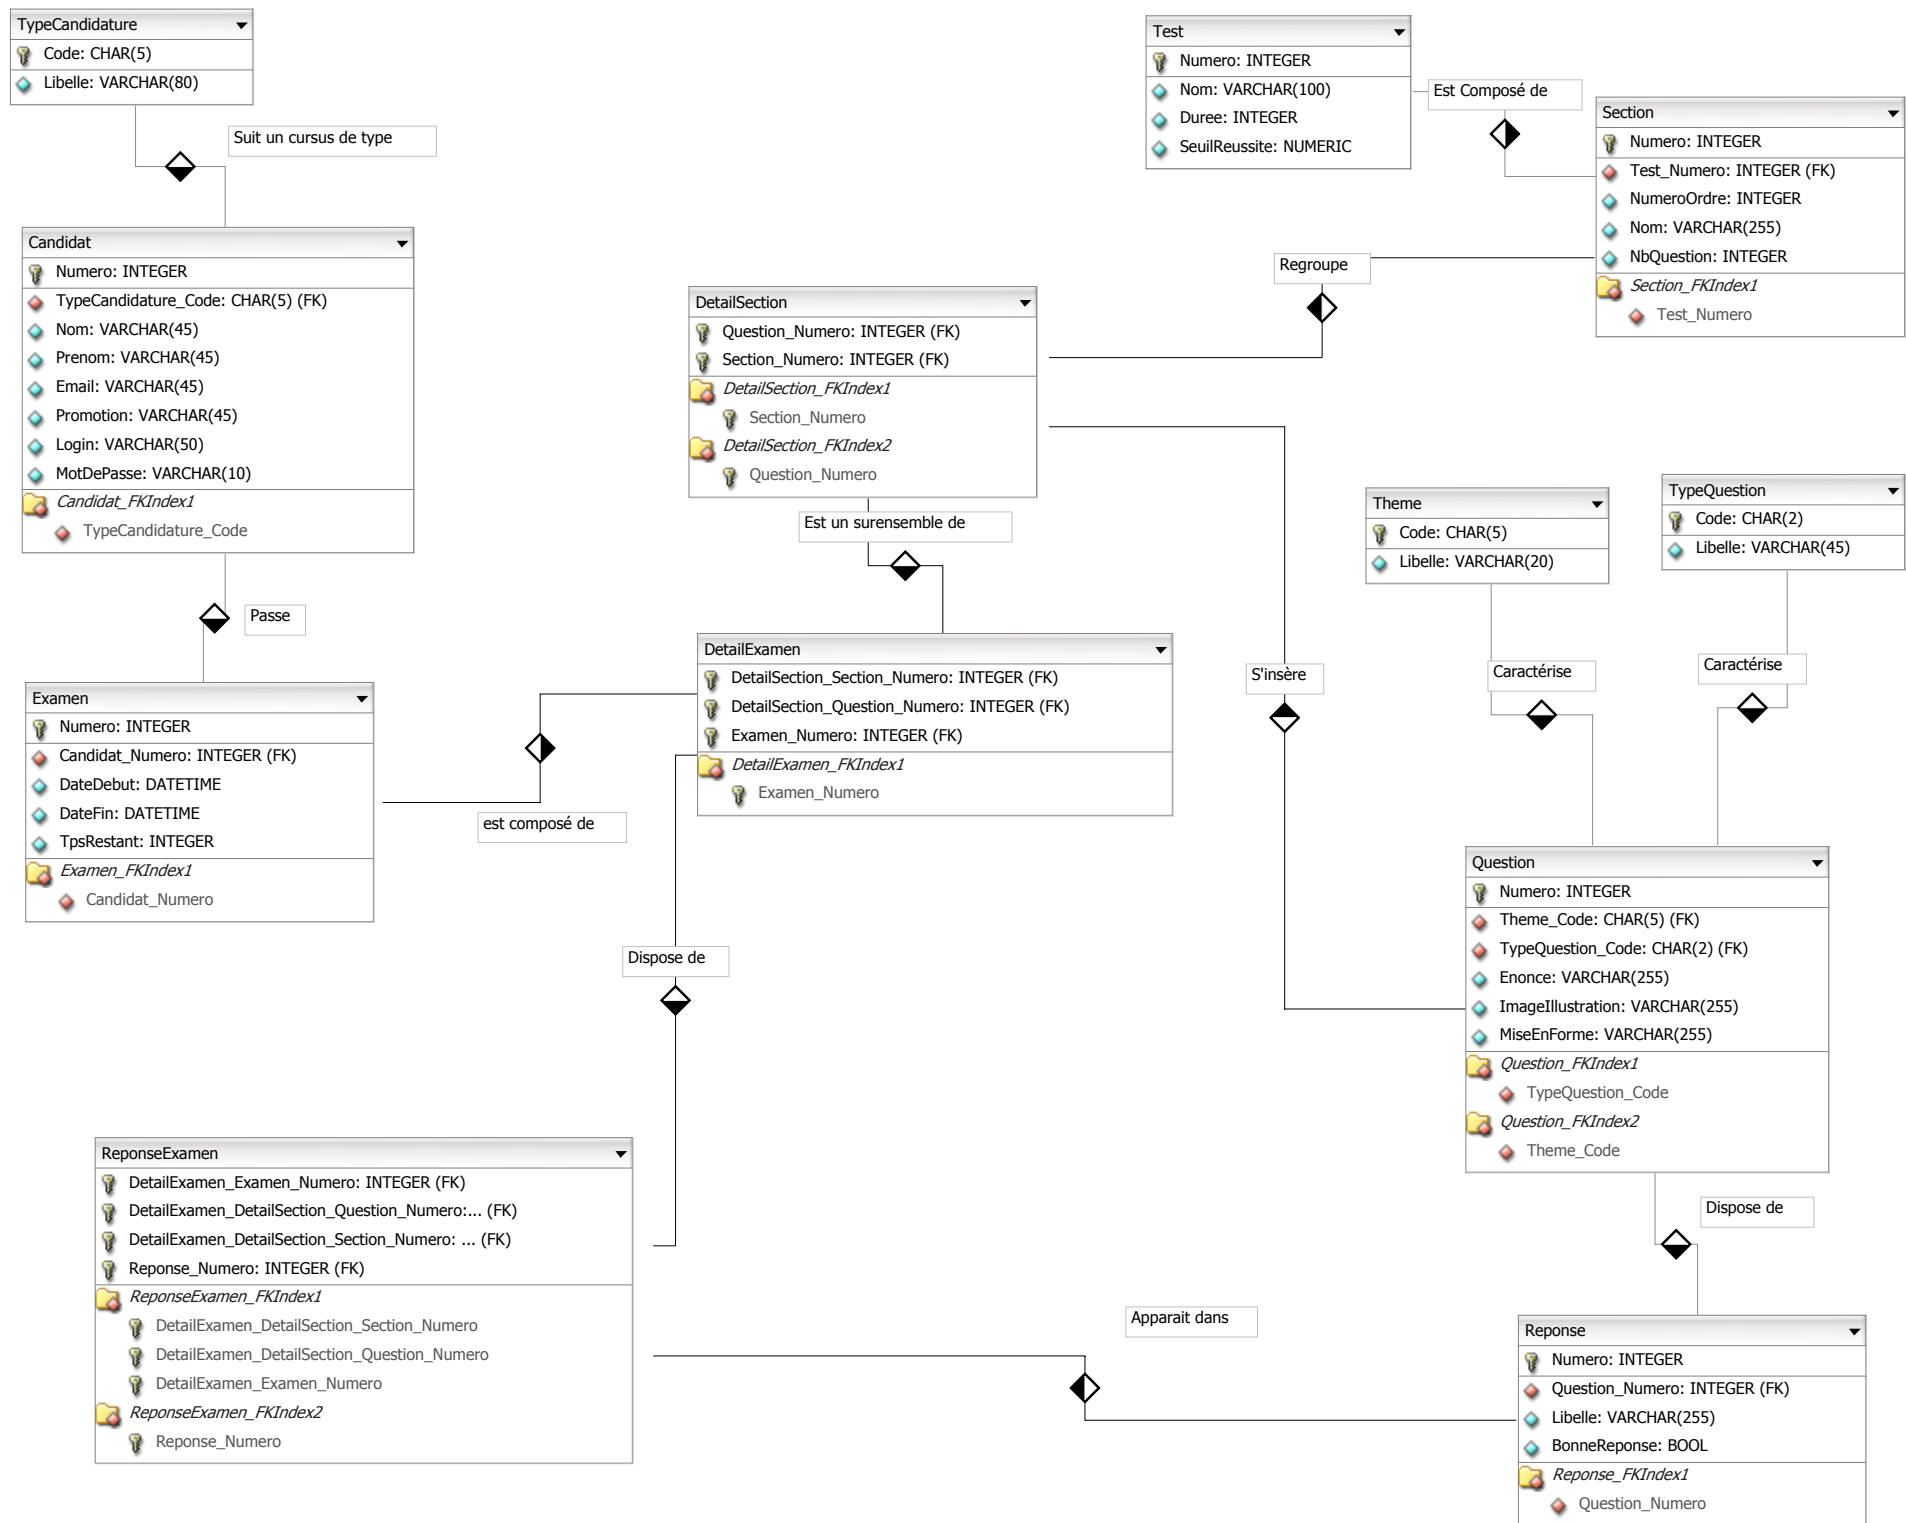 TypeCandidature
Code: CHAR(5)
Libelle: VARCHAR(80)
Suit un cursus de type
Candidat
Numero: INTEGER
TypeCandidature_Code: CHAR(5) (FK)
Nom: VARCHAR(45)
Prenom: VARCHAR(45)
Email: VARCHAR(45)
Promotion: VARCHAR(45)
Login: VARCHAR(50)
MotDePasse: VARCHAR(10)
Candidat_FKIndex1
TypeCandidature_Code
Passe
Examen
Numero: INTEGER
Candidat_Numero: INTEGER (FK)
DateDebut: DATETIME
DateFin: DATETIME
TpsRestant: INTEGER
Examen_FKIndex1
Candidat_Numero
est composé de
Test
Numero: INTEGER
Nom: VARCHAR(100)
Duree: INTEGER
SeuilReussite: NUMERIC
Est Composé de
Section
Numero: INTEGER
Test_Numero: INTEGER (FK)
NumeroOrdre: INTEGER
Nom: VARCHAR(255)
NbQuestion: INTEGER
Section_FKIndex1
Test_Numero
Regroupe
DetailSection
Question_Numero: INTEGER (FK)
Section_Numero: INTEGER (FK)
DetailSection_FKIndex1
Section_Numero
DetailSection_FKIndex2
Question_Numero
Est un surensemble de
DetailExamen
DetailSection_Section_Numero: INTEGER (FK)
DetailSection_Question_Numero: INTEGER (FK)
Examen_Numero: INTEGER (FK)
DetailExamen_FKIndex1
Examen_Numero
S'insère
Theme
Code: CHAR(5)
Libelle: VARCHAR(20)
Caractérise
TypeQuestion
Code: CHAR(2)
Libelle: VARCHAR(45)
Caractérise
Question
Numero: INTEGER
Theme_Code: CHAR(5) (FK)
TypeQuestion_Code: CHAR(2) (FK)
Enonce: VARCHAR(255)
ImageIllustration: VARCHAR(255)
MiseEnForme: VARCHAR(255)
Question_FKIndex1
TypeQuestion_Code
Question_FKIndex2
Theme_Code
Dispose de
Dispose de
ReponseExamen
DetailExamen_Examen_Numero: INTEGER (FK)
DetailExamen_DetailSection_Question_Numero:... (FK)
DetailExamen_DetailSection_Section_Numero: ... (FK)
Reponse_Numero: INTEGER (FK)
ReponseExamen_FKIndex1
DetailExamen_DetailSection_Section_Numero
DetailExamen_DetailSection_Question_Numero
DetailExamen_Examen_Numero
ReponseExamen_FKIndex2
Reponse_Numero
Apparait dans
Reponse
Numero: INTEGER
Question_Numero: INTEGER (FK)
Libelle: VARCHAR(255)
BonneReponse: BOOL
Reponse_FKIndex1
Question_Numero